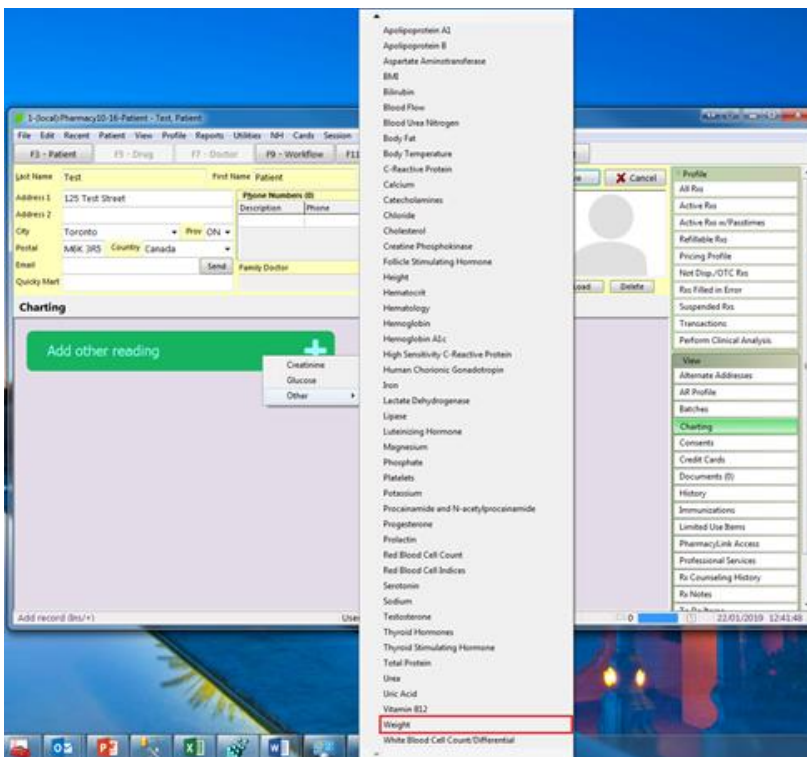 Apolipoprotein A1
Apolipoprotein B
Aspartate Aminotransferase
BMI
Bilirubin
Blood Flow
Blood Urea Nitrogen
Body Fat
Body Temperature
C-Reactive Protein
Calcium
Catecholamines
Chloride
Cholesterol
Creatine Phosphokinase
Follicle Stimulating Hormone
Height
Hematocrit
Hematology
Hemoglobin
Hemoglobin A1c
High Sensitivity C-Reactive Protein
Human Chorionic Gonadotropin
Iron
Lactate Dehydrogenase
Lipase
Luteinizing Hormone
Magnesium
Phosphate
Platelets
Potassium
Procainamide and N-acetylprocainamide
Progesterone
Prolactin
Red Blood Cell Count
Red Blood Cell Indices
Serotonin
Sodium
Testosterone
Thyroid Hormones
Thyroid Stimulating Hormone
Total Protein
Urea
Uric Acid
Vitamin B12
Weight
White Blood Cell Count/Differential
1-(local)\Pharmacy10-16-Patient - Test, Patient
File Edit Recent Patient View Profile Reports Utilities NH Cards Session
F3 - Patient F5 - Drug F7 - Doctor F9 - Workflow F11
Last Name Test First Name Patient
Address 1 125 Test Street Phone Numbers (0)
Address 2 Description Phone
City Toronto Prov ON
Postal M6K 3R5 Country Canada
Email Send Family Doctor
Quicky Mart
Cancel
Delete
Charting
Add other reading
Creatinine
Glucose
Other
Profile
All Rxs
Active Rxs
Active Rxs w/Passtimes
Refillable Rxs
Pricing Profile
Not Disp./OTC Rxs
Rxs Filled in Error
Suspended Rxs
Transactions
Perform Clinical Analysis
View
Alternate Addresses
AR Profile
Batches
Charting
Consents
Credit Cards
Documents (0)
History
Immunizations
Limited Use Items
PharmacyLink Access
Professional Services
Rx Counseling History
Rx Notes
Add record (Ins/+)
0
22/01/2019 12:41:48